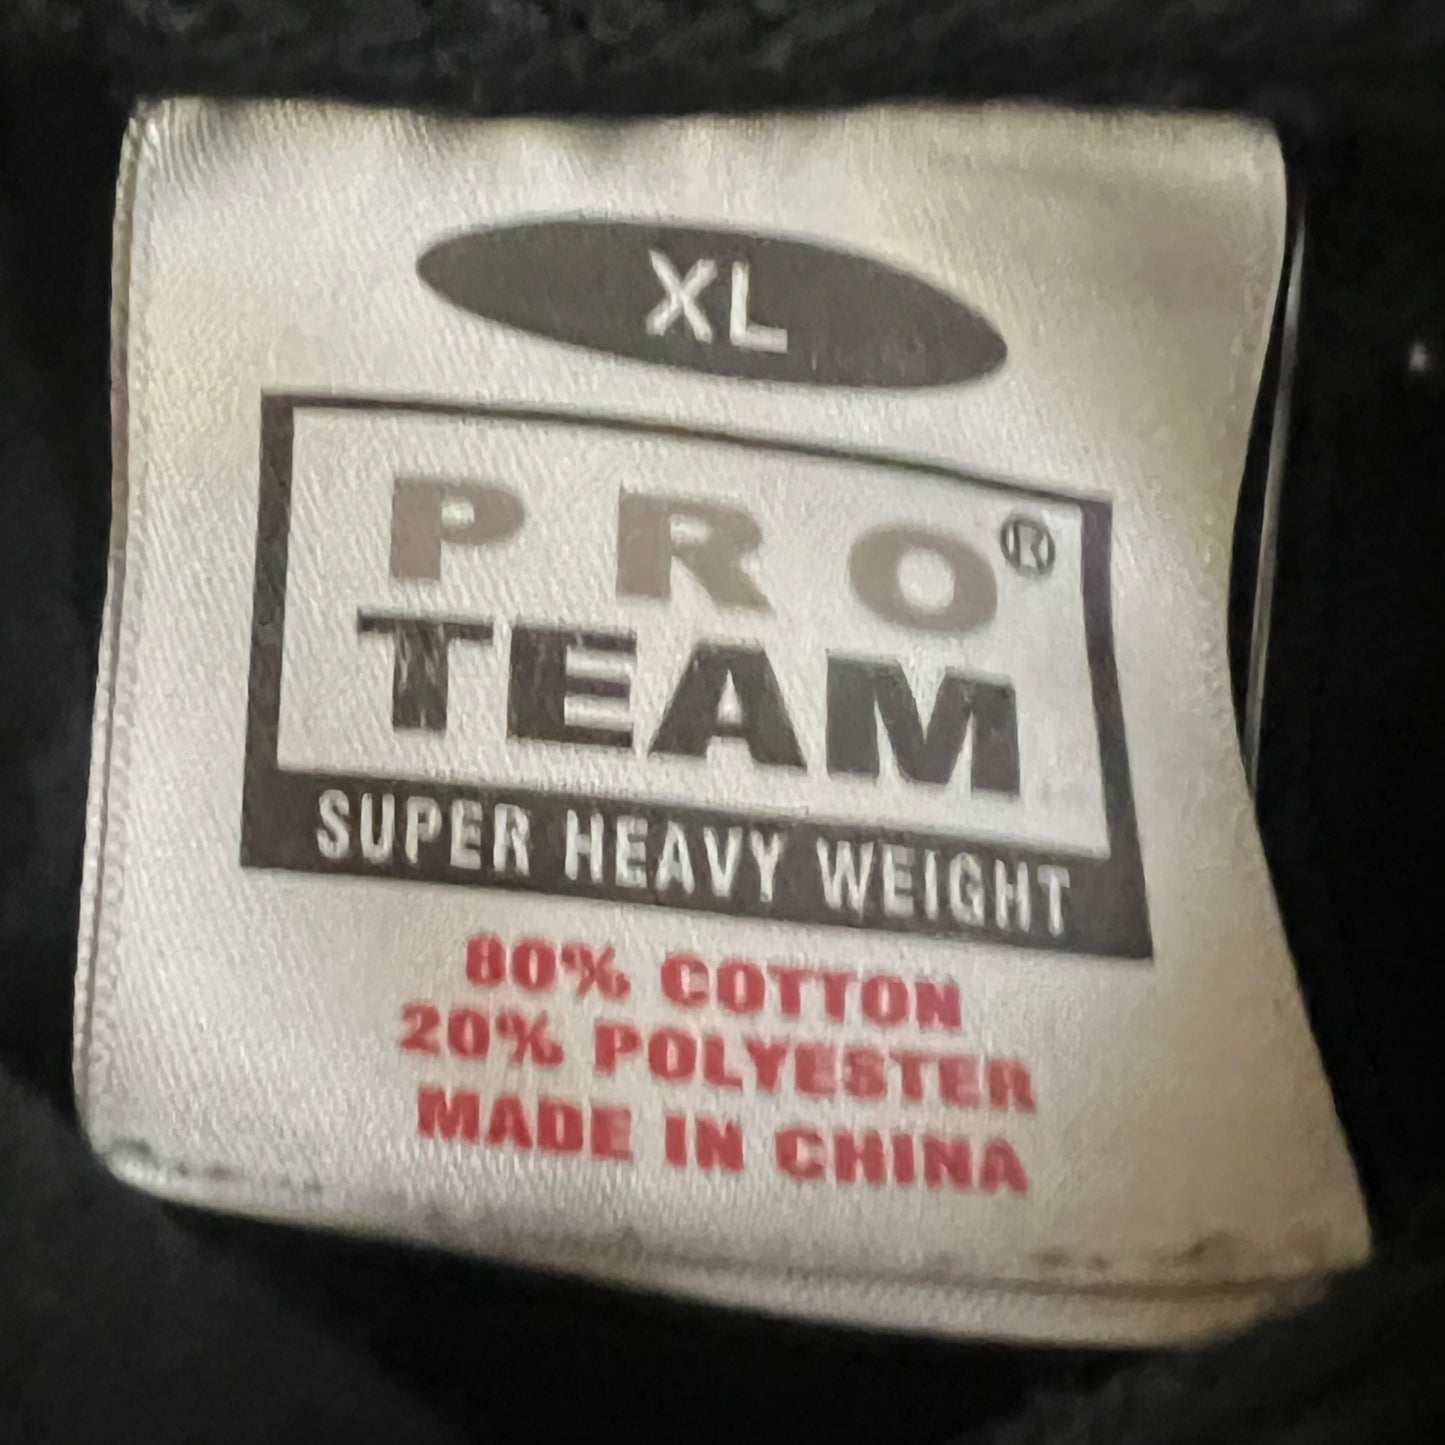 XL
PRO®
TEAM
SUPER HEAVY WEIGHT
80% COTTON
20% POLYESTER
MADE IN CHINA